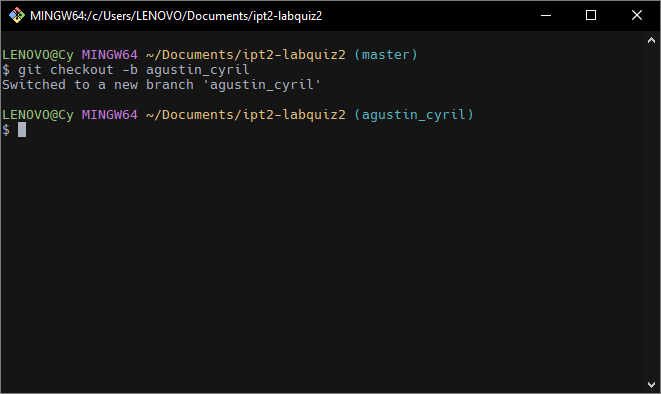 MINGW64:/c/Users/LENOVO/Documents/ipt2-labquiz2
LENOVO@Cy MINGW64 ~/Documents/ipt2-labquiz2 (master)
$ git checkout -b agustin_cyril
Switched to a new branch 'agustin_cyril'
LENOVO@Cy MINGW64 ~/Documents/ipt2-labquiz2 (agustin_cyril)
$